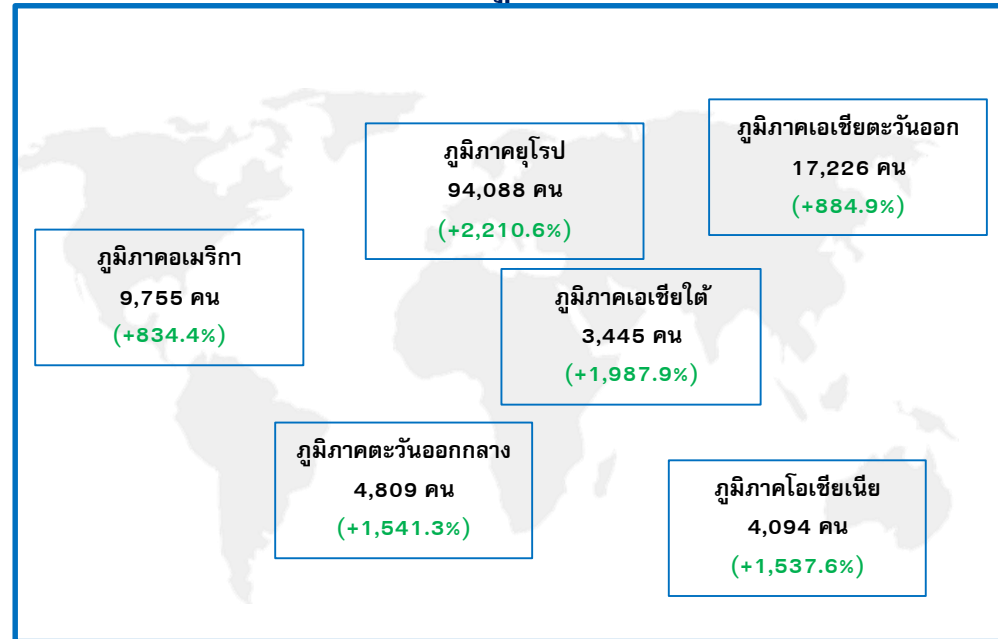 ภูมิภาคยุโรป
94,088 คน
(+2,210.6%)
ภูมิภาคเอเชียตะวันออก
17,226 คน
(+884.9%)
ภูมิภาคอเมริกา
9,755 คน
(+834.4%)
ภูมิภาคเอเชียใต้
3,445 คน
(+1,987.9%)
ภูมิภาคตะวันออกกลาง
4,809 คน
(+1,541.3%)
ภูมิภาคโอเชียเนีย
4,094 คน
(+1,537.6%)